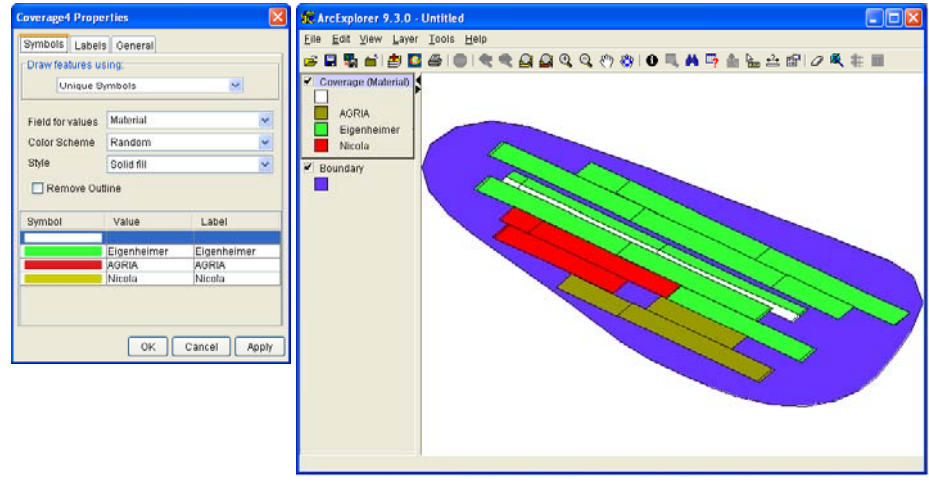 Coverage4 Properties
Symbols Labels General
Draw features using:
Unique Symbols
Field for values Material
Color Scheme Random
Style Solid fill
Remove Outline
Symbol Value Label
Eigenheimer Eigenheimer
AGRIA AGRIA
Nicola Nicola
OK Cancel Apply
ArcExplorer 9.3.0 - Untitled
File Edit View Layer Tools Help
Coverage (Material)
AGRIA
Eigenheimer
Nicola
Boundary